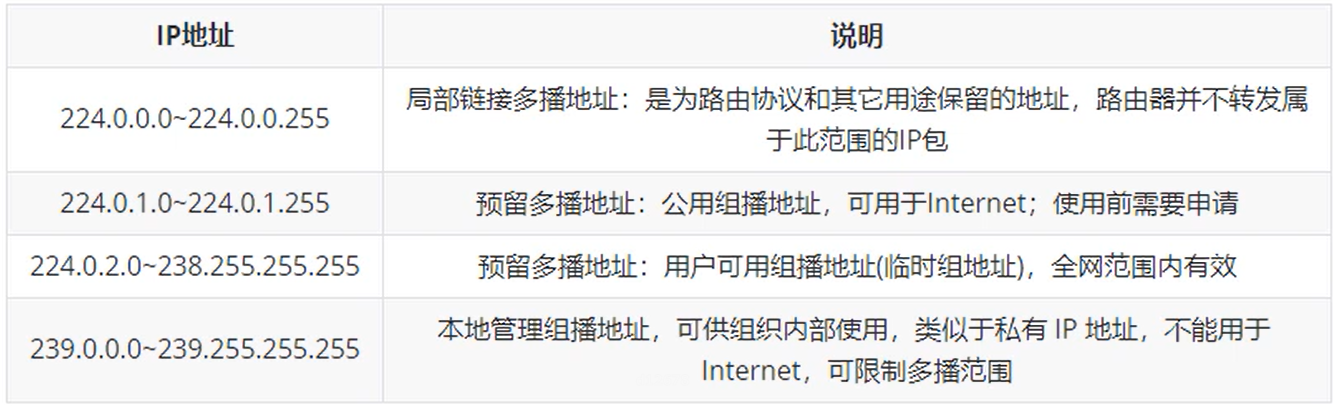 IP地址
说明
224.0.0.0~224.0.0.255
局部链接多播地址：是为路由协议和其它用途保留的地址，路由器并不转发属
于此范围的IP包
224.0.1.0~224.0.1.255
预留多播地址：公用组播地址，可用于Internet；使用前需要申请
224.0.2.0~238.255.255.255
预留多播地址：用户可用组播地址(临时组地址)，全网范围内有效
239.0.0.0~239.255.255.255
本地管理组播地址，可供组织内部使用，类似于私有 IP 地址，不能用于
Internet，可限制多播范围